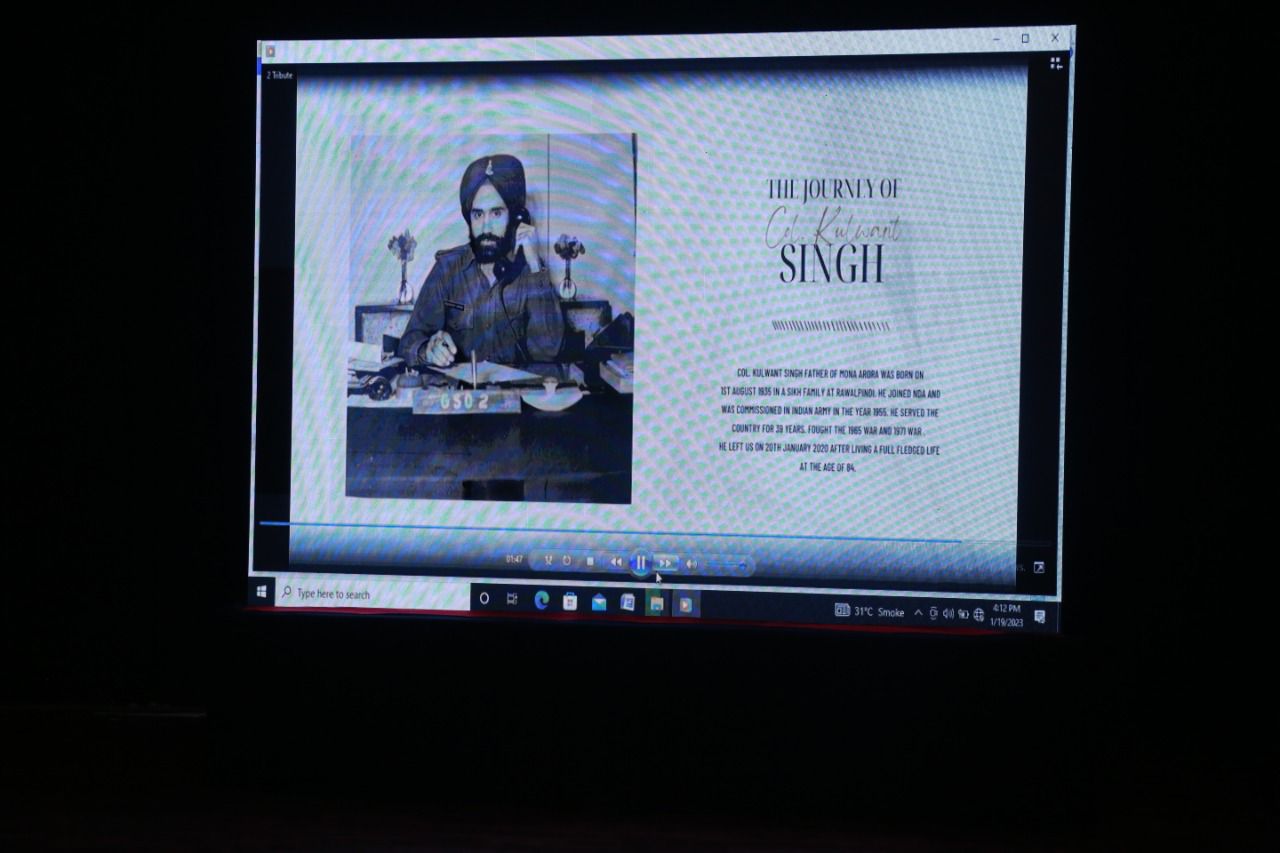 2 Tribute
THE JOURNEY OF
Col. Kulwant
SINGH
COL. KULWANT SINGH FATHER OF MONA ARORA WAS BORN ON
1ST AUGUST 1935 IN A SIKH FAMILY AT RAWALPINDI. HE JOINED NDA AND
WAS COMMISSIONED IN INDIAN ARMY IN THE YEAR 1955. HE SERVED THE
COUNTRY FOR 39 YEARS. FOUGHT THE 1965 WAR AND 1971 WAR.
HE LEFT US ON 20TH JANUARY 2020 AFTER LIVING A FULL FLEDGED LIFE
AT THE AGE OF 84.
GSO 2
01:47
Type here to search
31°C Smoke
4:12 PM
1/19/2023